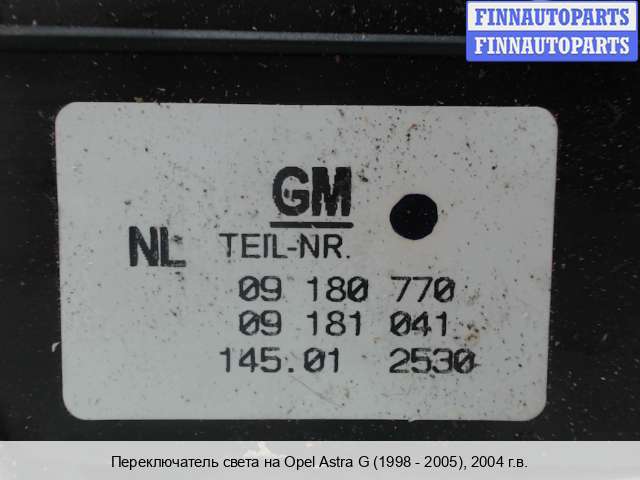 FINNAUTOPARTS
FINNAUTOPARTS
GM
NL TEIL-NR.
09 180 770
09 181 041
145.01 2530
Переключатель света на Opel Astra G (1998 - 2005), 2004 г.в.